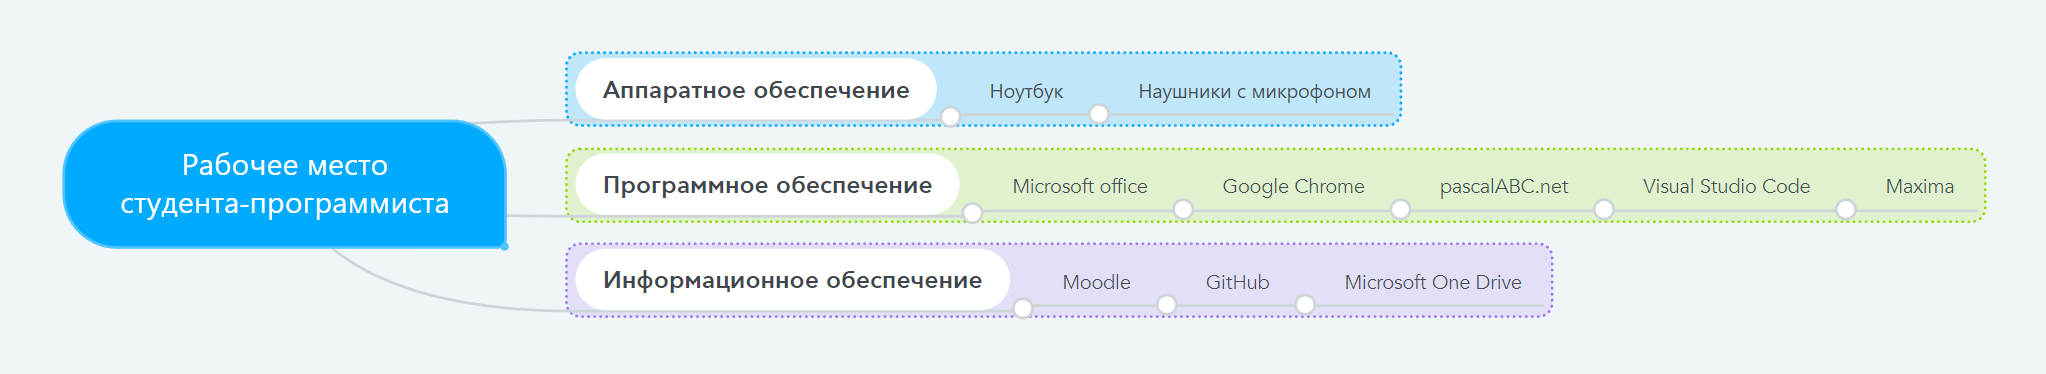 Рабочее место
студента-программиста
Аппаратное обеспечение
Ноутбук
Наушники с микрофоном
Программное обеспечение
Microsoft office
Google Chrome
pascalABC.net
Visual Studio Code
Maxima
Информационное обеспечение
Moodle
GitHub
Microsoft One Drive